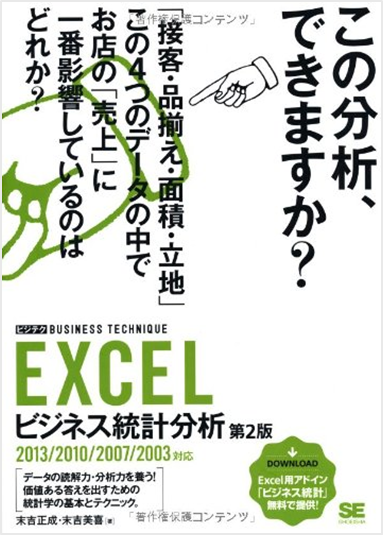 「著作権保護コンテンツ」
この分析、
できますか？
「接客・品揃え・面積・立地」
この4つのデータの中で
お店の「売上」に
一番影響しているのは
どれか？
ビジテク BUSINESS TECHNIQUE
EXCEL
ビジネス統計分析 第2版
2013/2010/2007/2003 対応
データの読解力・分析力を養う！
価値ある答えを出すための
統計学の基本とテクニック。
末吉正成・末吉美喜 著
DOWNLOAD
Excel用アドイン
「ビジネス統計」
無料で提供！
SE
SHOEISHA
「著作権保護コンテンツ」